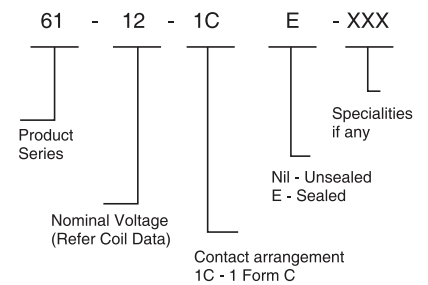 61 - 12 - 1C E - XXX
Specialities
if any
Product
Series
Nil - Unsealed
E - Sealed
Nominal Voltage
(Refer Coil Data)
Contact arrangement
1C - 1 Form C